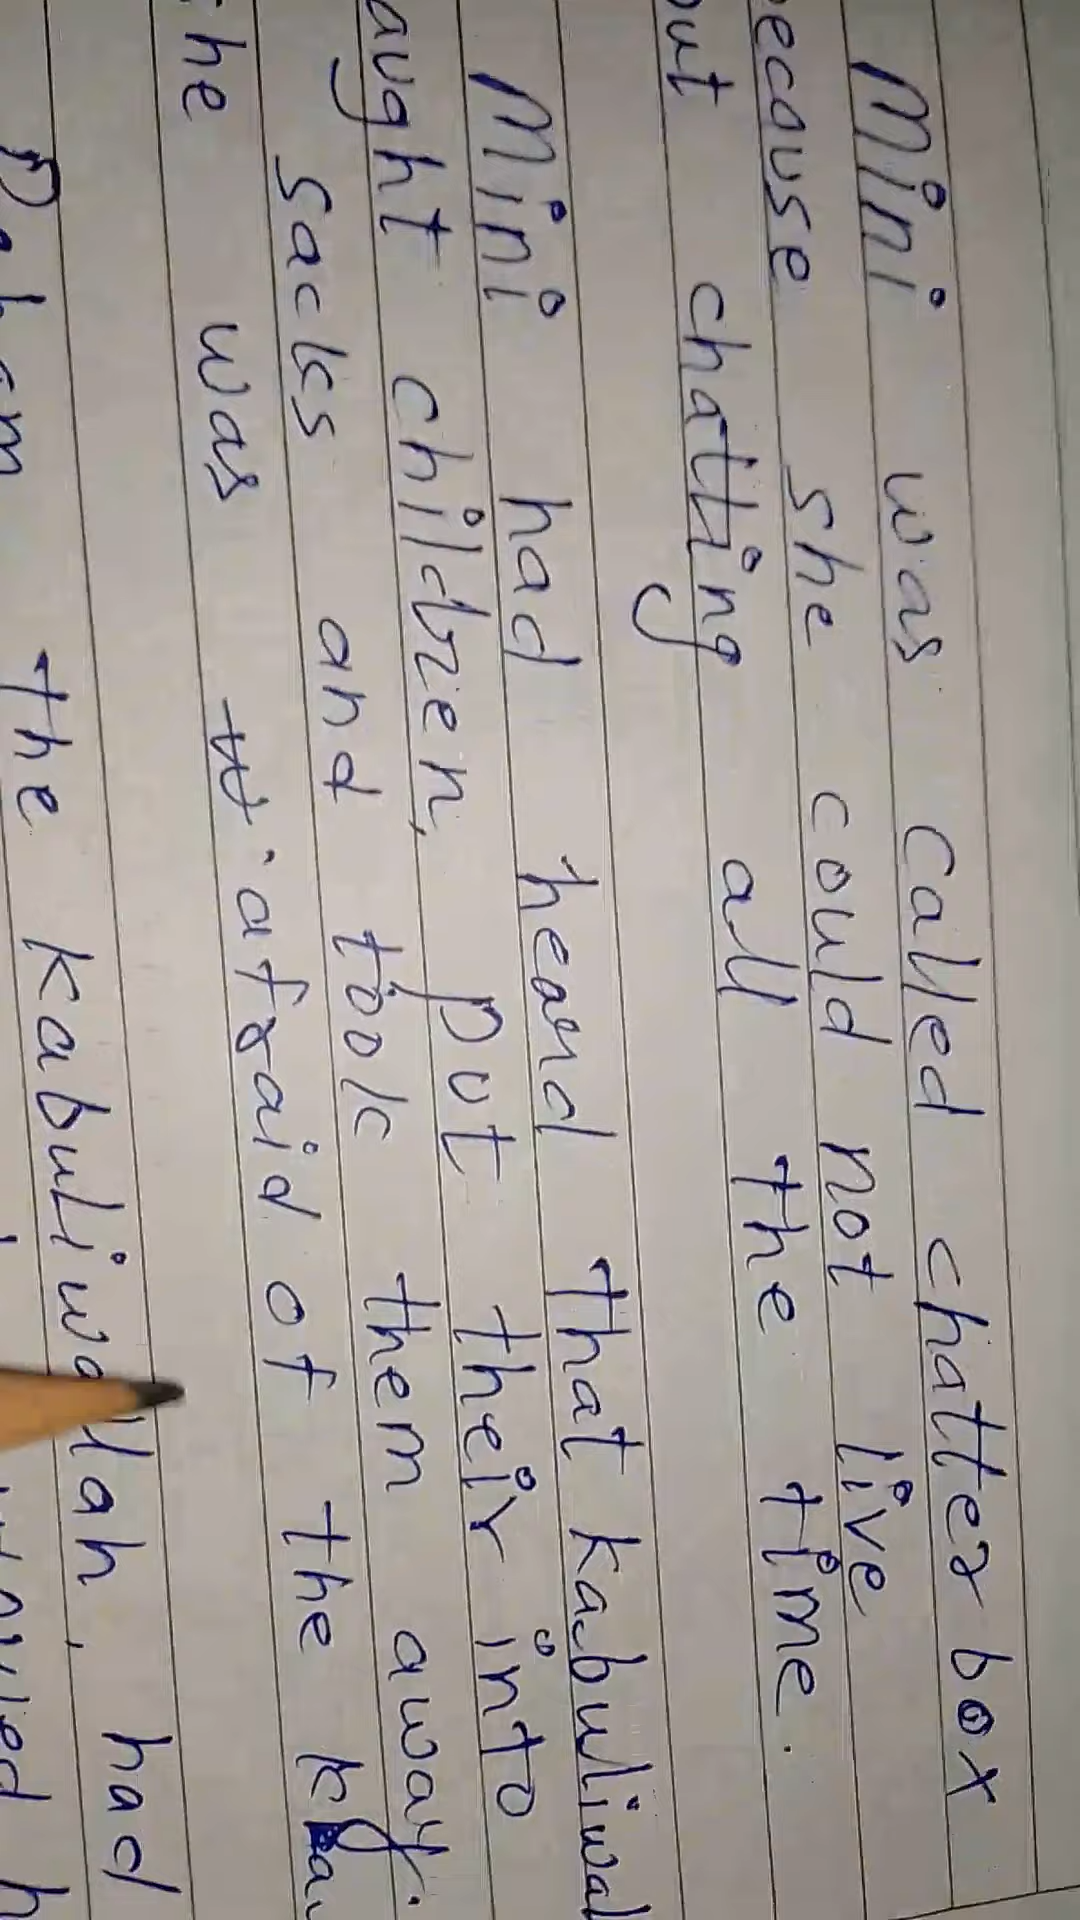 Mini was called chatter box
ecause she could not live
out chatting all the time.
Mini had heard that kabuliwal
aught children, put their into
sacks and took them away.
he was afraid of the ka
Raham the kabuliwallah, had